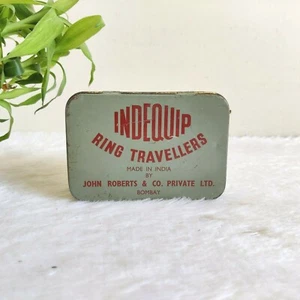 INDEQUIP
RING TRAVELLERS
MADE IN INDIA
BY
JOHN ROBERTS & CO. PRIVATE LTD.
BOMBAY